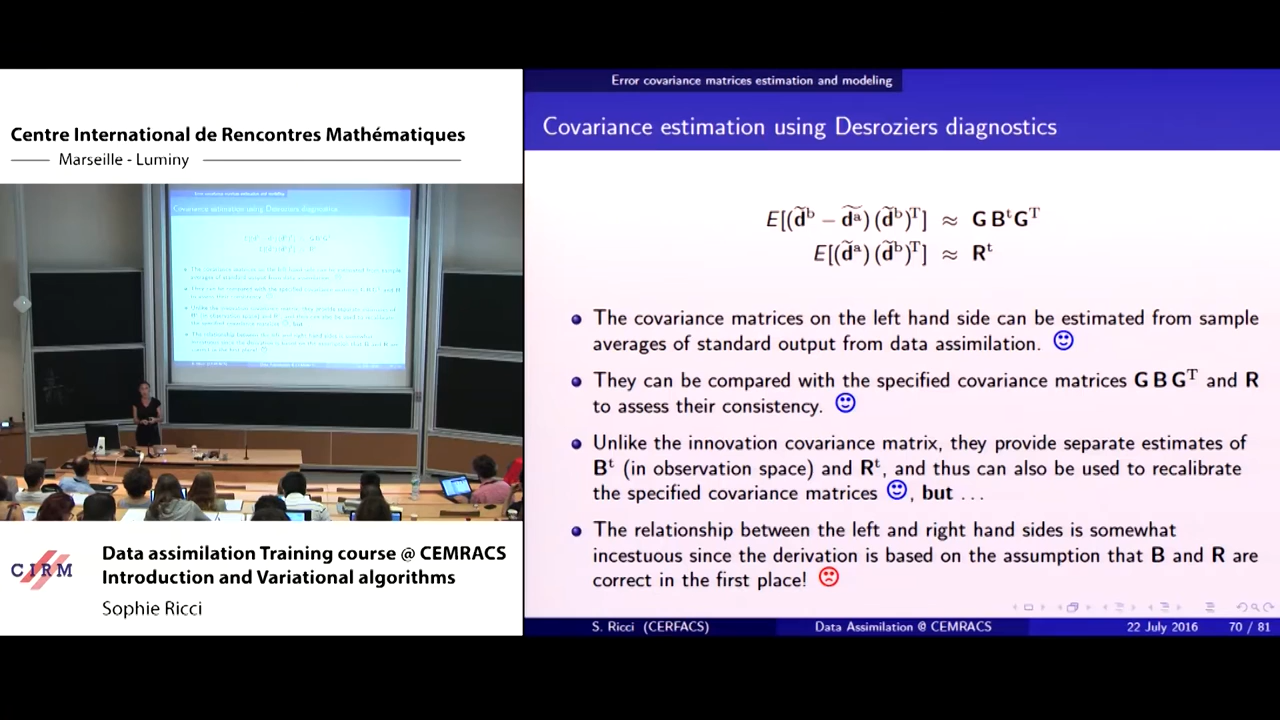 Centre International de Rencontres Mathématiques
Marseille - Luminy
CIRM
Data assimilation Training course @ CEMRACS
Introduction and Variational algorithms
Sophie Ricci
Error covariance matrices estimation and modeling
Covariance estimation using Desroziers diagnostics
E[(d̃ᵇ − d̃ᵃ)(d̃ᵇ)ᵀ] ≈ G Bᵗ Gᵀ
E[(d̃ᵃ)(d̃ᵇ)ᵀ] ≈ Rᵗ
The covariance matrices on the left hand side can be estimated from sample
averages of standard output from data assimilation.
They can be compared with the specified covariance matrices G B Gᵀ and R
to assess their consistency.
Unlike the innovation covariance matrix, they provide separate estimates of
Bᵗ (in observation space) and Rᵗ, and thus can also be used to recalibrate
the specified covariance matrices , but ...
The relationship between the left and right hand sides is somewhat
incestuous since the derivation is based on the assumption that B and R are
correct in the first place!
S. Ricci (CERFACS) Data Assimilation @ CEMRACS 22 July 2016 70 / 81